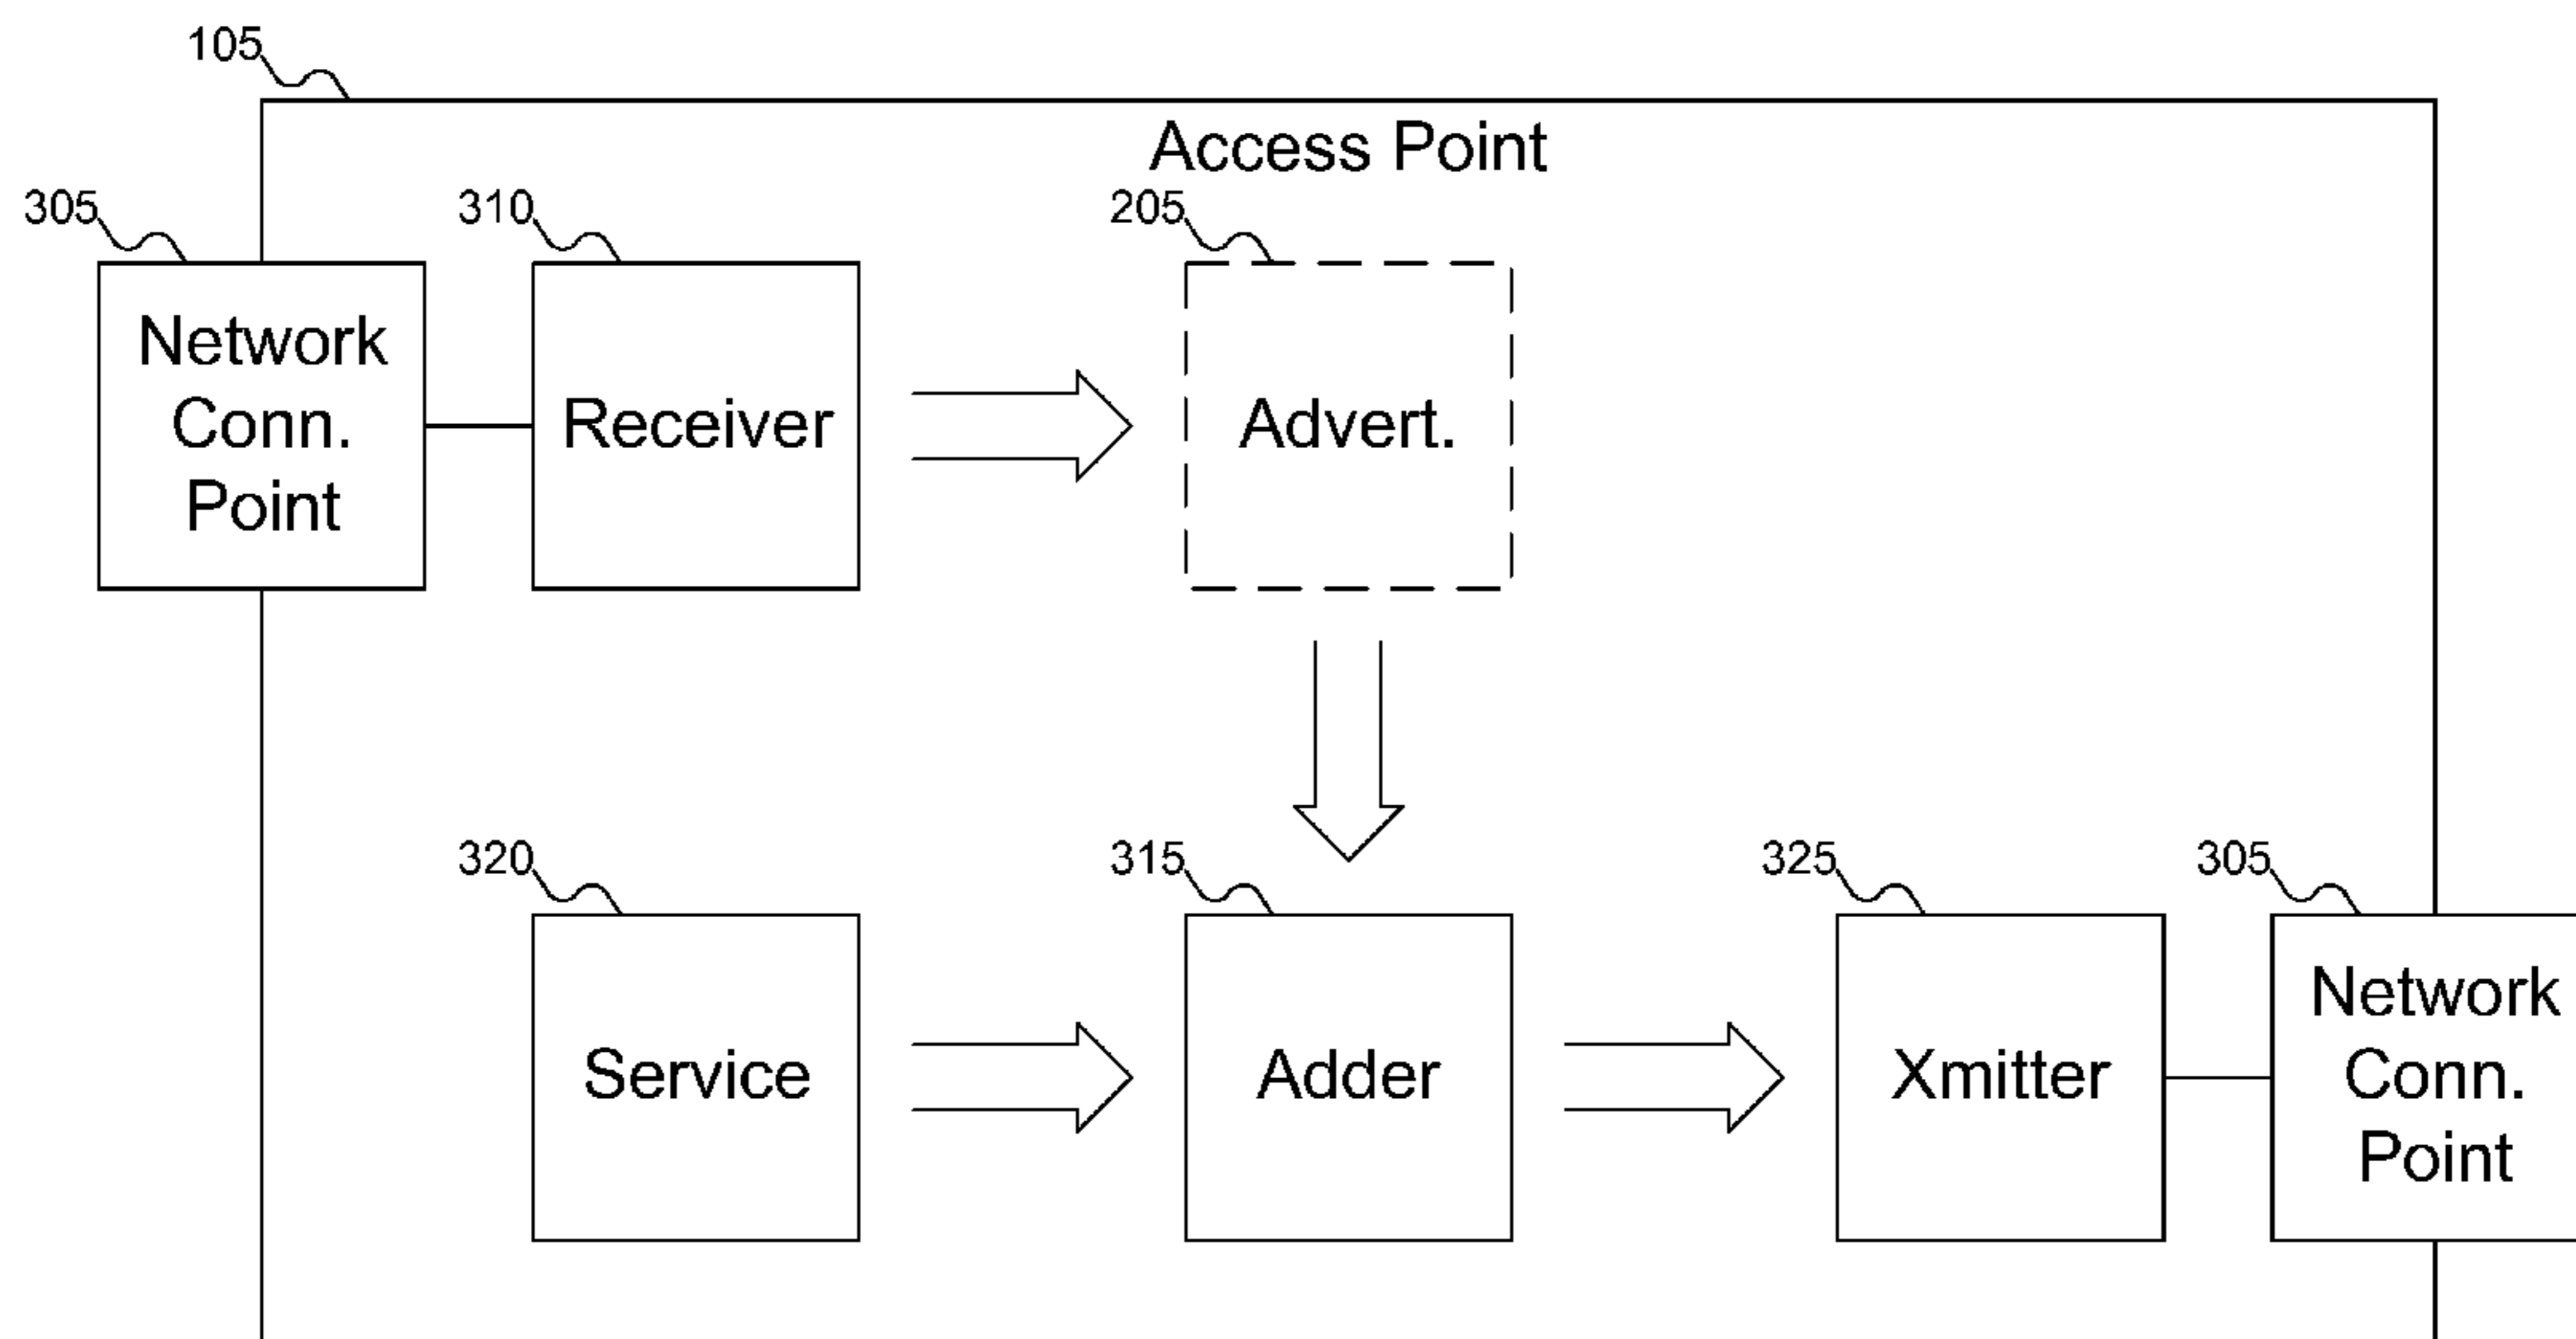 105
Access Point
305
310
205
Network
Conn.
Point
Receiver
Advert.
320
315
325
305
Service
Adder
Xmitter
Network
Conn.
Point